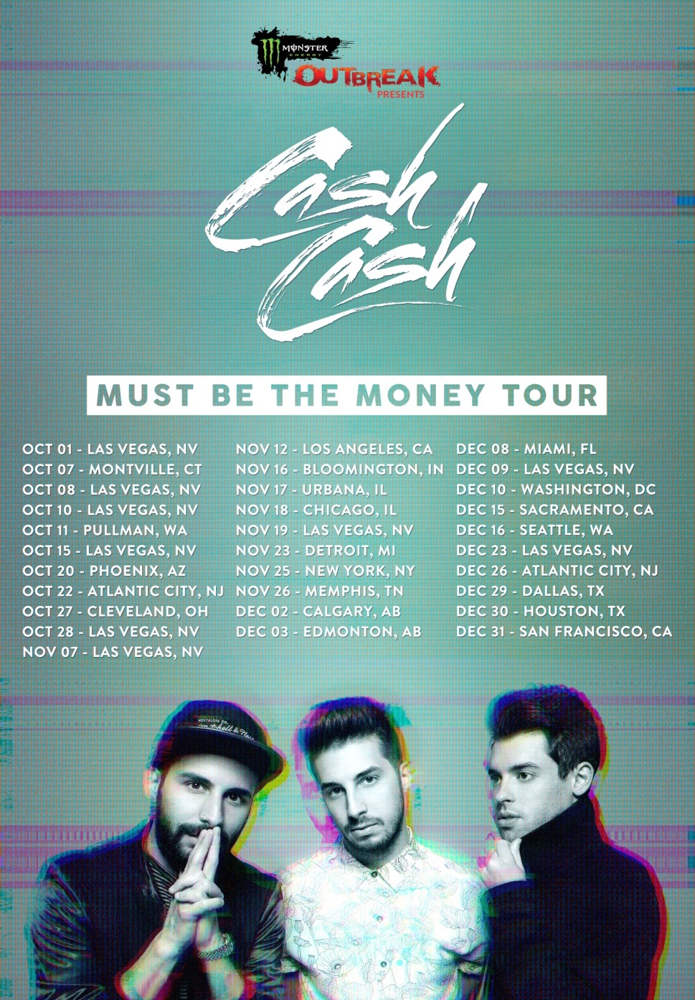 MONSTER
ENERGY
OUTBREAK
PRESENTS
Cash
Cash
MUST BE THE MONEY TOUR
OCT 01 - LAS VEGAS, NV
OCT 07 - MONTVILLE, CT
OCT 08 - LAS VEGAS, NV
OCT 10 - LAS VEGAS, NV
OCT 11 - PULLMAN, WA
OCT 15 - LAS VEGAS, NV
OCT 20 - PHOENIX, AZ
OCT 22 - ATLANTIC CITY, NJ
OCT 27 - CLEVELAND, OH
OCT 28 - LAS VEGAS, NV
NOV 07 - LAS VEGAS, NV
NOV 12 - LOS ANGELES, CA
NOV 16 - BLOOMINGTON, IN
NOV 17 - URBANA, IL
NOV 18 - CHICAGO, IL
NOV 19 - LAS VEGAS, NV
NOV 23 - DETROIT, MI
NOV 25 - NEW YORK, NY
NOV 26 - MEMPHIS, TN
DEC 02 - CALGARY, AB
DEC 03 - EDMONTON, AB
DEC 08 - MIAMI, FL
DEC 09 - LAS VEGAS, NV
DEC 10 - WASHINGTON, DC
DEC 15 - SACRAMENTO, CA
DEC 16 - SEATTLE, WA
DEC 23 - LAS VEGAS, NV
DEC 26 - ATLANTIC CITY, NJ
DEC 29 - DALLAS, TX
DEC 30 - HOUSTON, TX
DEC 31 - SAN FRANCISCO, CA
NOSTALGIA CO.